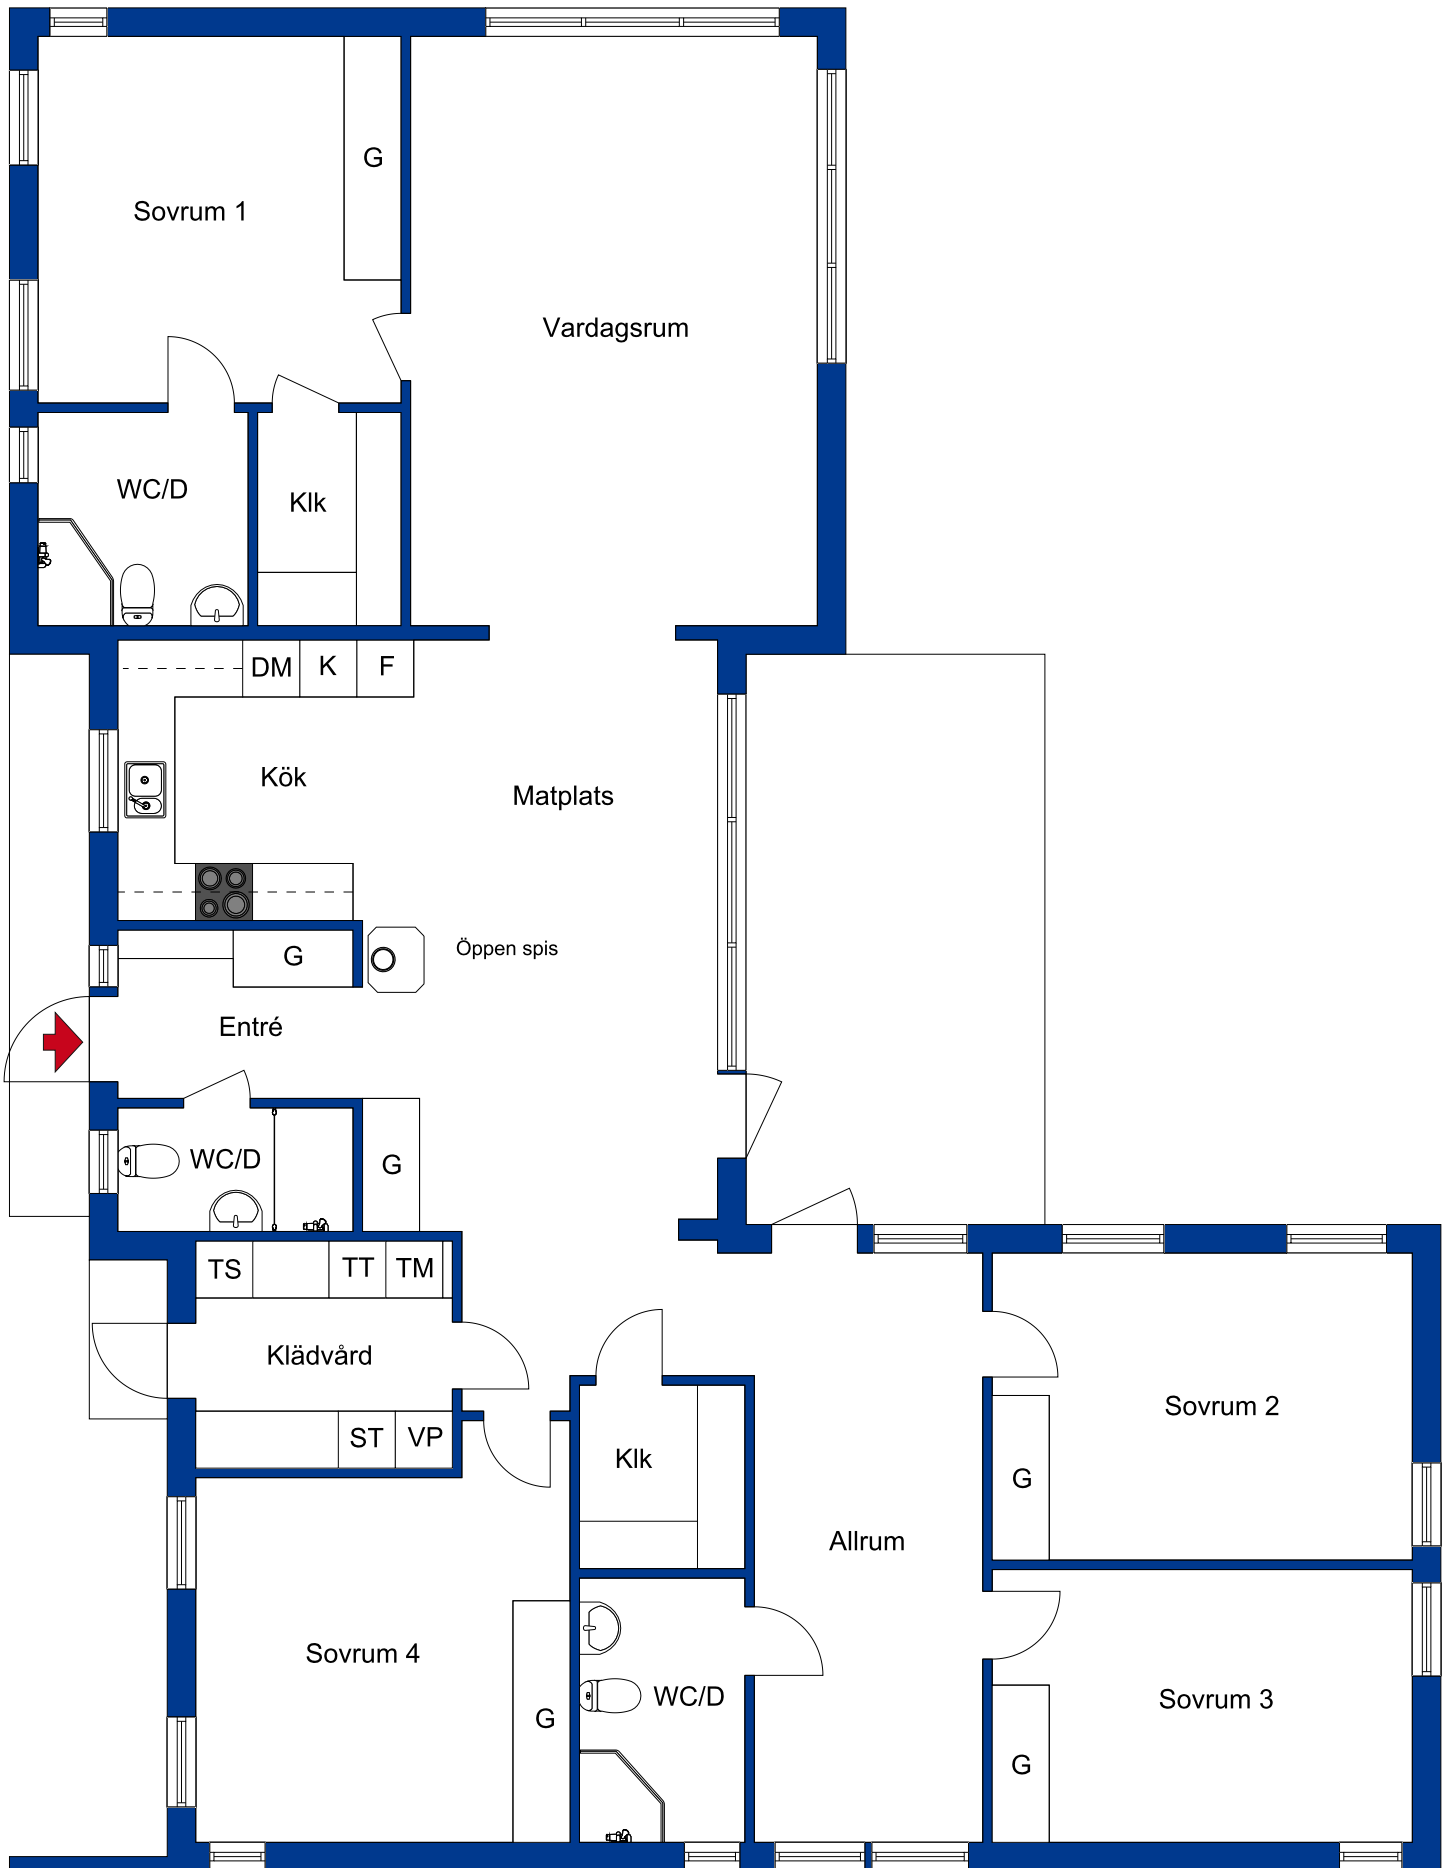 G
Sovrum 1
Vardagsrum
WC/D
Klk
DM
K
F
Kök
Matplats
Öppen spis
G
Entré
WC/D
G
TS
TT
TM
Klädvård
ST
VP
Klk
Sovrum 2
G
Allrum
Sovrum 4
G
WC/D
Sovrum 3
G